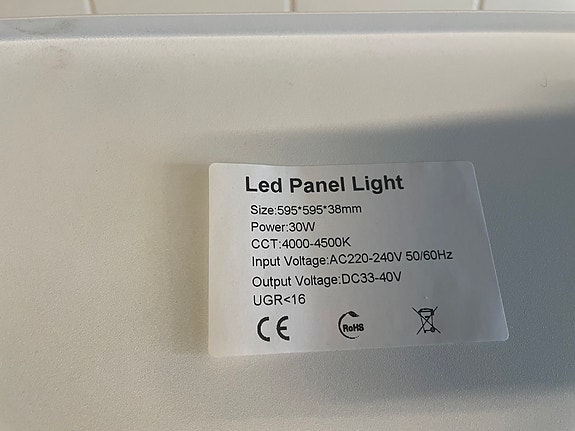 Led Panel Light
Size:595*595*38mm
Power:30W
CCT:4000-4500K
Input Voltage:AC220-240V 50/60Hz
Output Voltage:DC33-40V
UGR<16
CE RoHS